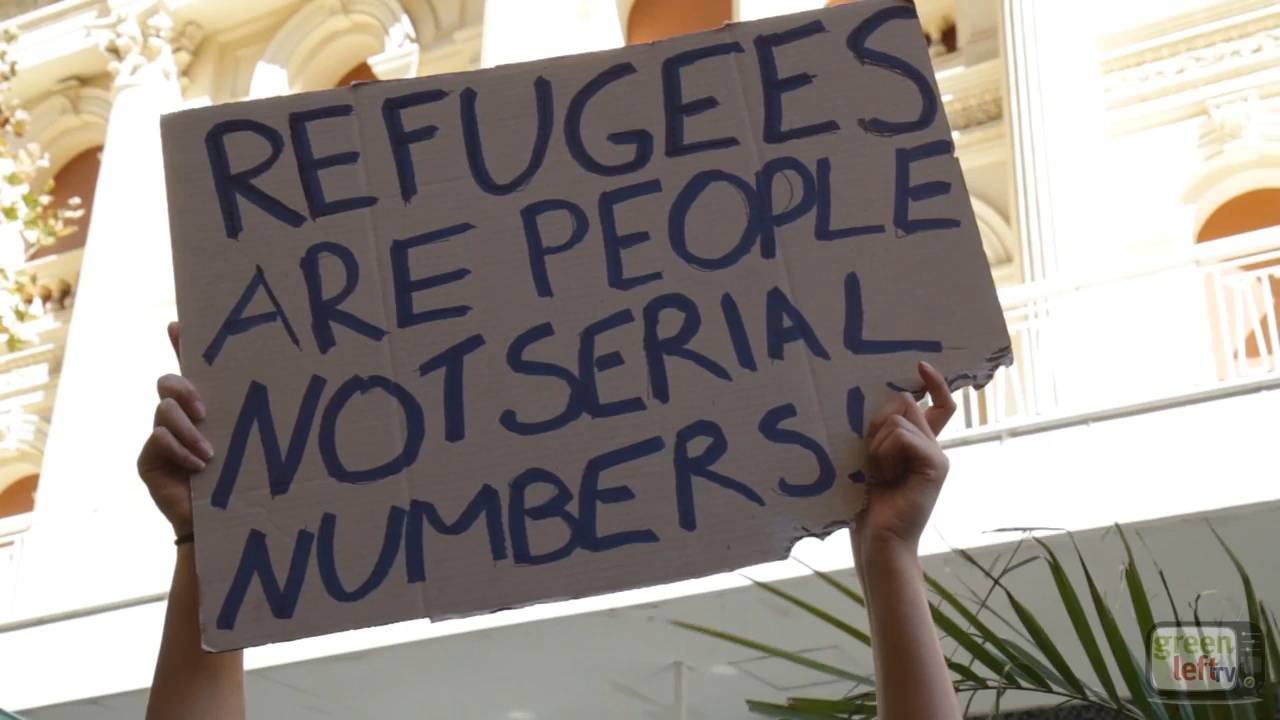 REFUGEES
ARE PEOPLE
NOT SERIAL
NUMBERS!
green
left tv